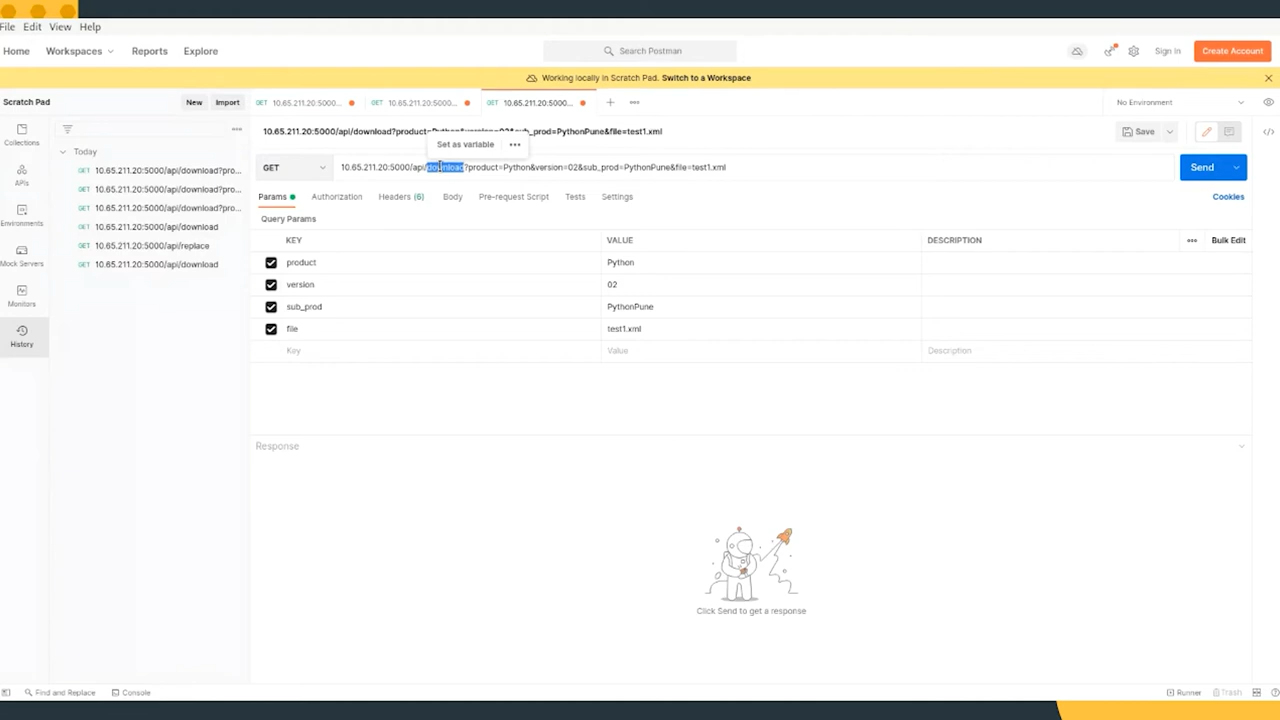 File Edit View Help
Home Workspaces Reports Explore Search Postman Sign In Create Account
Working locally in Scratch Pad. Switch to a Workspace
Scratch Pad New Import GET 10.65.211.20:5000... GET 10.65.211.20:5000... GET 10.65.211.20:5000... No Environment
10.65.211.20:5000/api/download?product=Python&version=02&sub_prod=PythonPune&file=test1.xml Save
Set as variable
GET 10.65.211.20:5000/api/download?product=Python&version=02&sub_prod=PythonPune&file=test1.xml Send
Params Authorization Headers (6) Body Pre-request Script Tests Settings Cookies
Query Params
KEY VALUE DESCRIPTION Bulk Edit
product Python
version 02
sub_prod PythonPune
file test1.xml
Key Value Description
Response
Click Send to get a response
Collections
APIs
Environments
Mock Servers
Monitors
History
Today
GET 10.65.211.20:5000/api/download?pro...
GET 10.65.211.20:5000/api/download?pro...
GET 10.65.211.20:5000/api/download?pro...
GET 10.65.211.20:5000/api/download
GET 10.65.211.20:5000/api/replace
GET 10.65.211.20:5000/api/download
Find and Replace Console Runner Trash